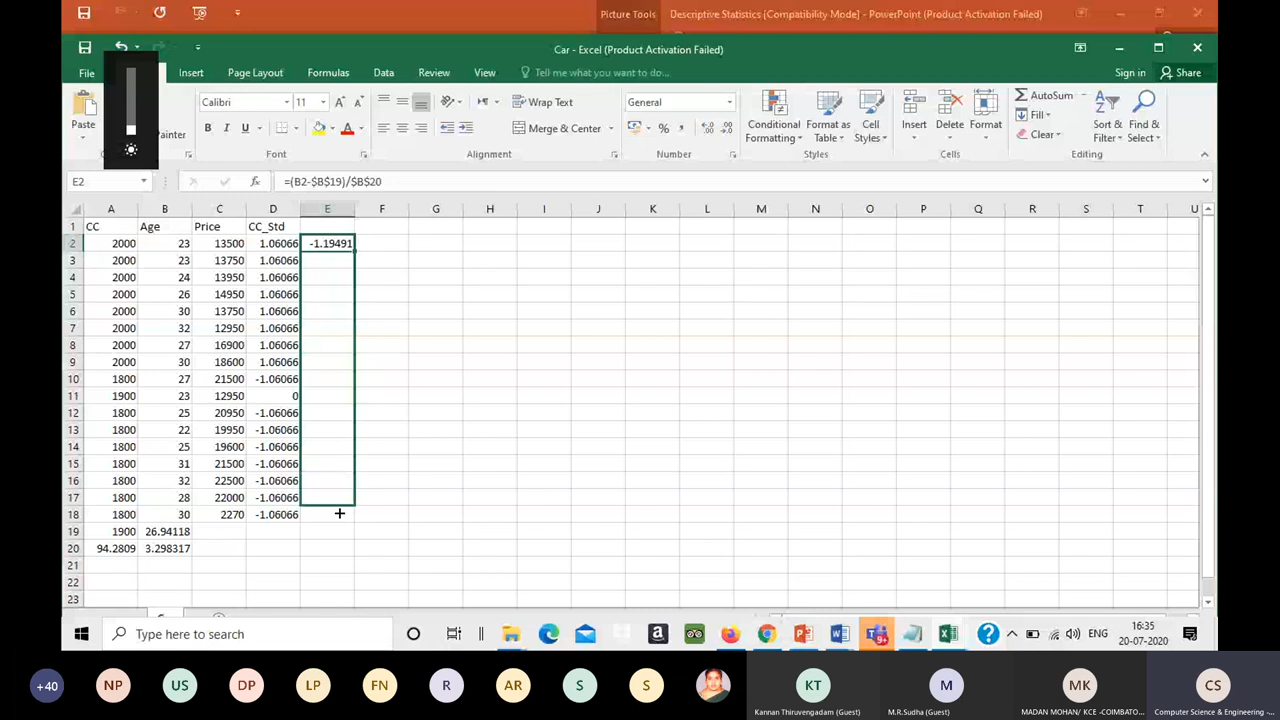 Picture Tools
Descriptive Statistics [Compatibility Mode] - PowerPoint (Product Activation Failed)
Car - Excel (Product Activation Failed)
File Insert Page Layout Formulas Data Review View Tell me what you want to do... Sign in Share
Calibri 11 Wrap Text General AutoSum
Fill
Paste Painter B I U A Merge & Center % Conditional Formatting Format as Table Cell Styles Insert Delete Format Clear Sort & Filter Find & Select
Font Alignment Number Styles Cells Editing
E2 fx =(B2-$B$19)/$B$20
A B C D E F G H I J K L M N O P Q R S T U
1 CC Age Price CC_Std
2 2000 23 13500 1.06066 -1.19491
3 2000 23 13750 1.06066
4 2000 24 13950 1.06066
5 2000 26 14950 1.06066
6 2000 30 13750 1.06066
7 2000 32 12950 1.06066
8 2000 27 16900 1.06066
9 2000 30 18600 1.06066
10 1800 27 21500 -1.06066
11 1900 23 12950 0
12 1800 25 20950 -1.06066
13 1800 22 19950 -1.06066
14 1800 25 19600 -1.06066
15 1800 31 21500 -1.06066
16 1800 32 22500 -1.06066
17 1800 28 22000 -1.06066
18 1800 30 2270 -1.06066
19 1900 26.94118
20 94.2809 3.298317
21
22
23
Type here to search
ENG
16:35
20-07-2020
+40 NP US DP LP FN R AR S S KT M MK CS
Kannan Thiruvengadam (Guest) M.R.Sudha (Guest) MADAN MOHAN/ KCE -COIMBATO... Computer Science & Engineering -...